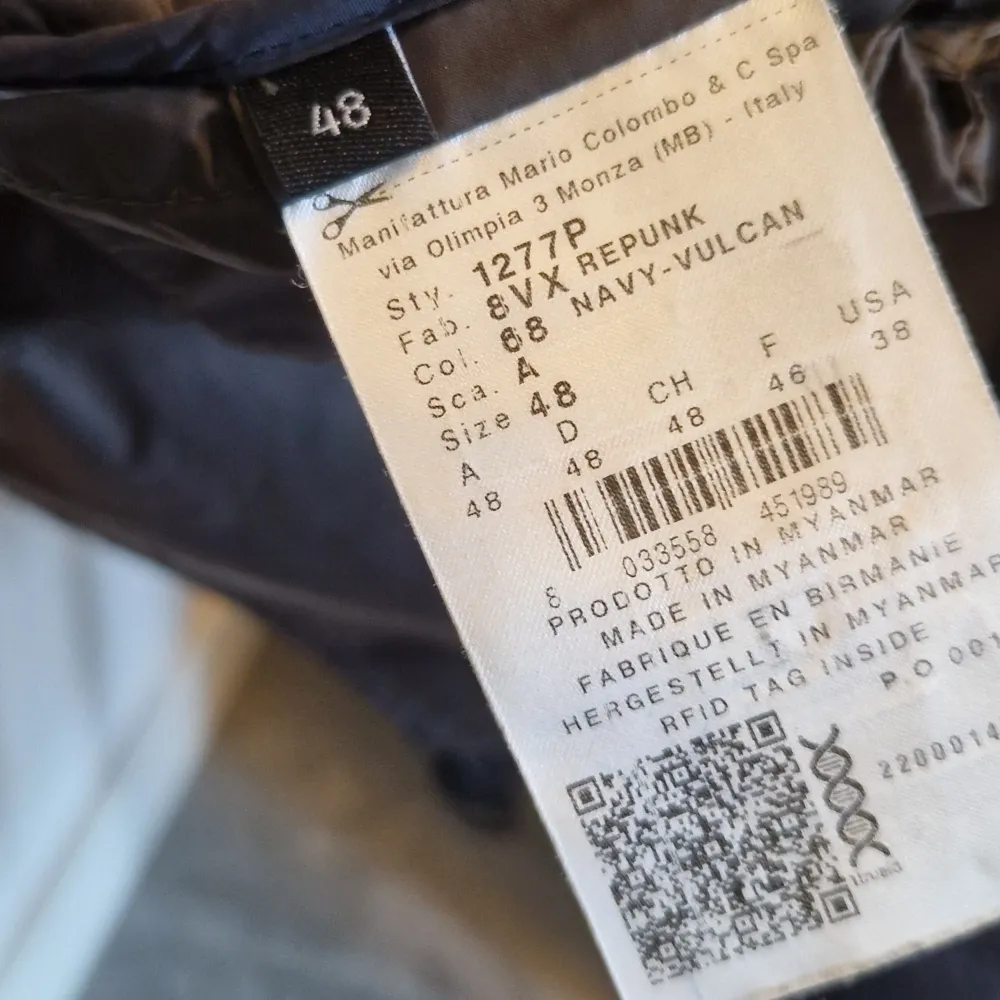 48
Manifattura Mario Colombo & C Spa
via Olimpia 3 Monza (MB) - Italy
Sty. 1277P
Fab. 8VX REPUNK
Col. 68 NAVY-VULCAN
Sca. A
Size 48
A D CH F USA
48 48 48 46 38
8 033558 451989
PRODOTTO IN MYANMAR
MADE IN MYANMAR
FABRIQUE EN BIRMANIE
HERGESTELLT IN MYANMAR
RFID TAG INSIDE
P.O 001
2200014